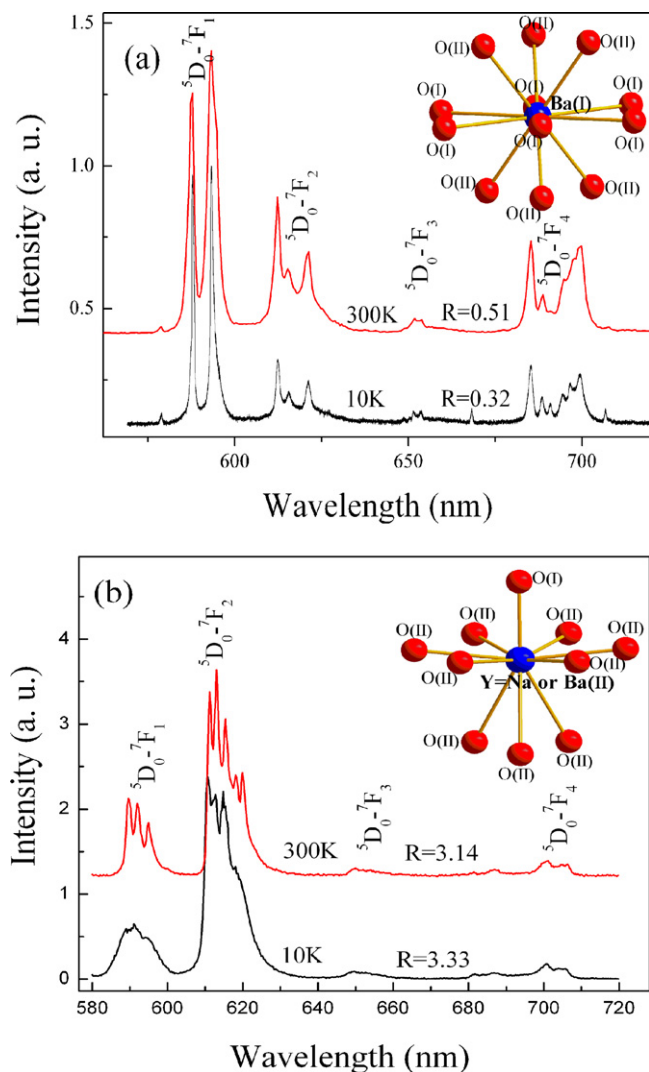 (a)
1.5
1.0
0.5
Intensity (a. u.)
⁵D₀-⁷F₁
⁵D₀-⁷F₂
⁵D₀-⁷F₃
⁵D₀-⁷F₄
O(II)
O(II)
O(II)
O(I)
O(I)
Ba(I)
O(I)
O(I)
O(I)
O(I)
O(II)
O(II)
O(II)
300K R=0.51
10K R=0.32
600 650 700
Wavelength (nm)
(b)
4
3
2
1
0
Intensity (a. u.)
⁵D₀-⁷F₁
⁵D₀-⁷F₂
⁵D₀-⁷F₃
⁵D₀-⁷F₄
O(I)
O(II)
O(II)
O(II)
O(II)
O(II)
O(II)
Y=Na or Ba(II)
O(II)
O(II)
O(II)
300K R=3.14
10K R=3.33
580 600 620 640 660 680 700 720
Wavelength (nm)